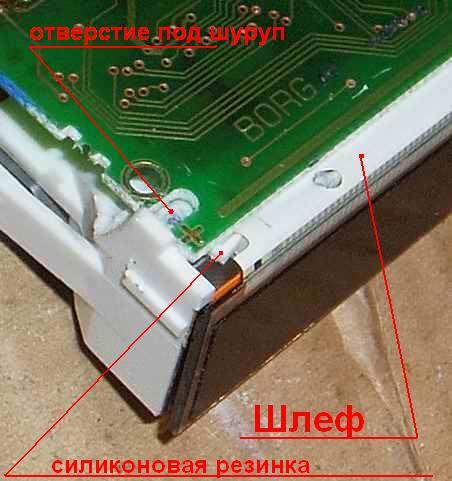 отверстие под шуруп
BORG
Шлеф
силиконовая резинка